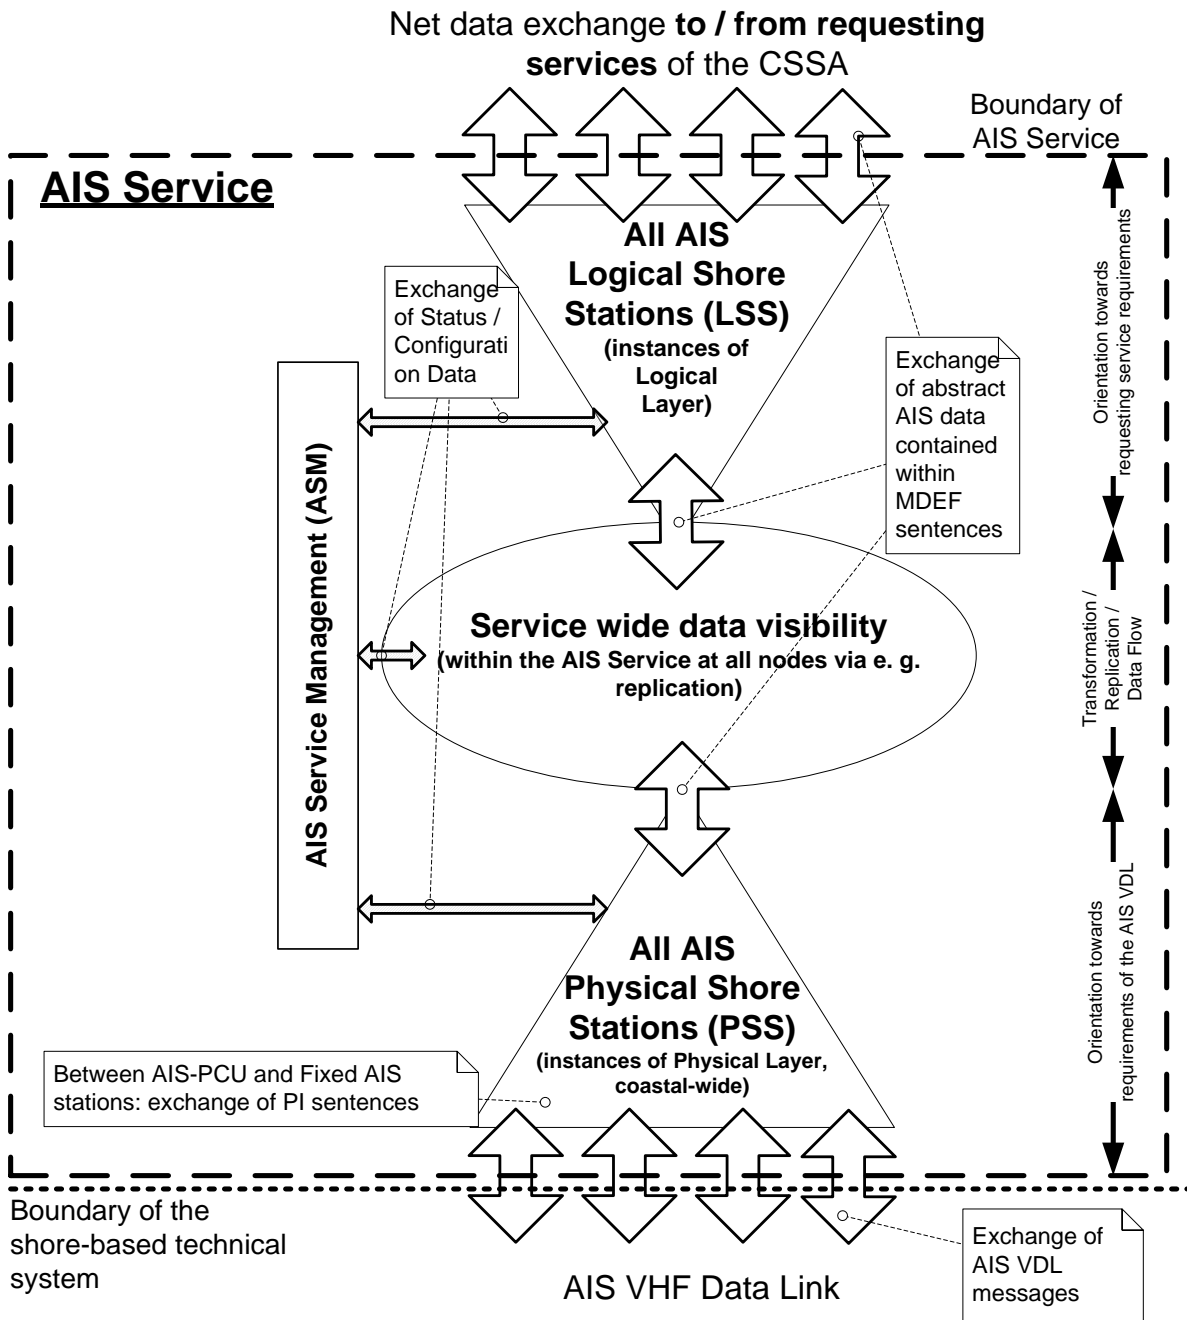 Net data exchange to / from requesting
services of the CSSA
Boundary of
AIS Service
AIS Service
All AIS
Logical Shore
Stations (LSS)
(instances of
Logical
Layer)
Exchange
of Status /
Configurati
on Data
Exchange
of abstract
AIS data
contained
within
MDEF
sentences
Orientation towards
requesting service requirements
AIS Service Management (ASM)
Service wide data visibility
(within the AIS Service at all nodes via e. g.
replication)
Transformation /
Replication /
Data Flow
All AIS
Physical Shore
Stations (PSS)
(instances of Physical Layer,
coastal-wide)
Orientation towards
requirements of the AIS VDL
Between AIS-PCU and Fixed AIS
stations: exchange of PI sentences
Boundary of the
shore-based technical
system
AIS VHF Data Link
Exchange of
AIS VDL
messages